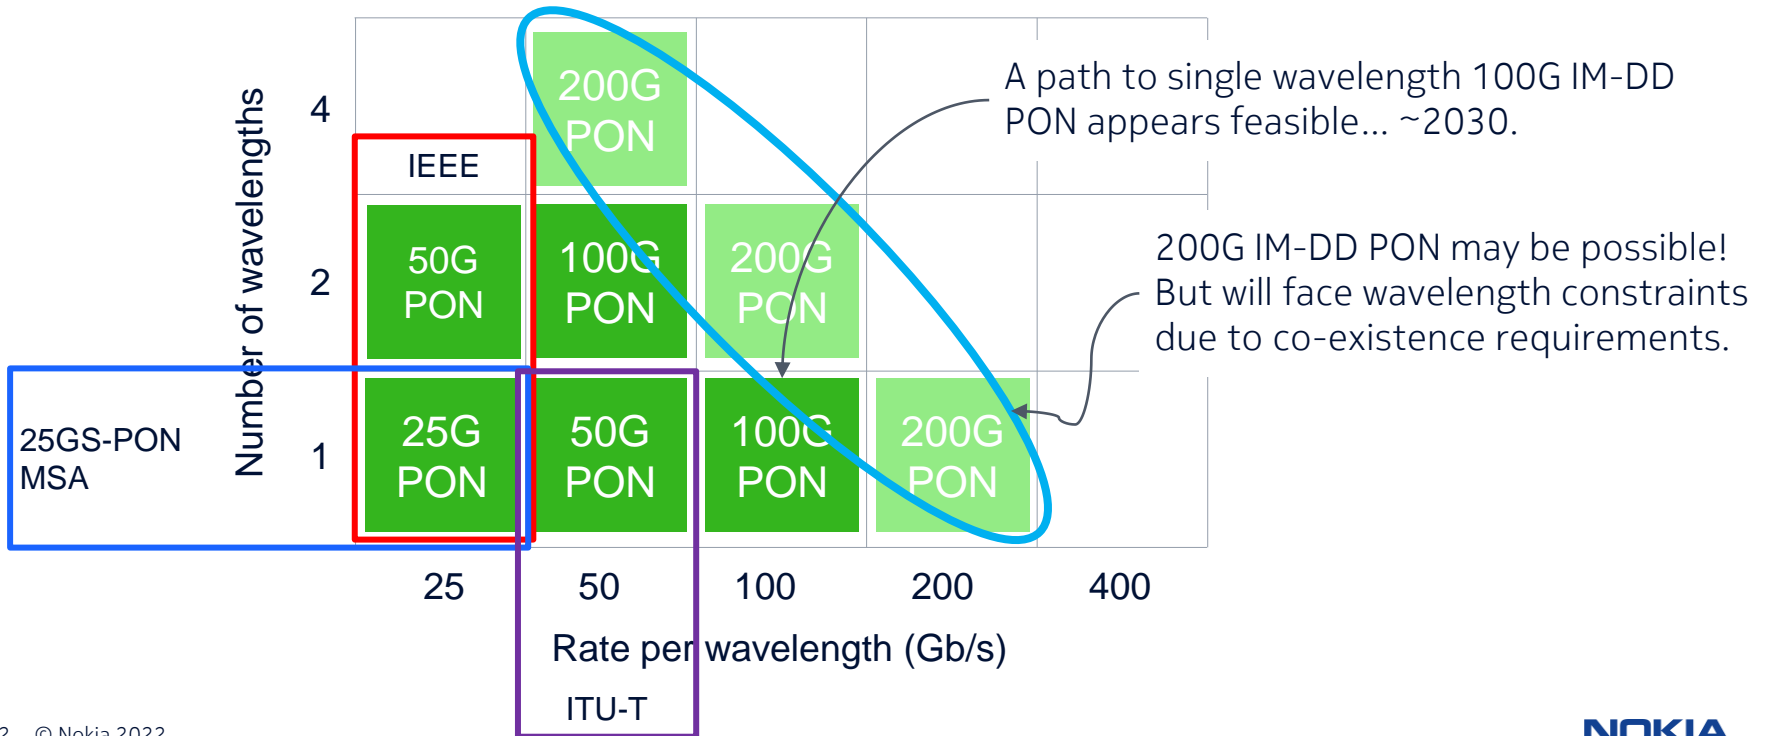 Number of wavelengths
4
2
1
IEEE
200G
PON
50G
PON
100G
PON
200G
PON
25G
PON
50G
PON
100G
PON
200G
PON
25GS-PON
MSA
A path to single wavelength 100G IM-DD
PON appears feasible... ~2030.
200G IM-DD PON may be possible!
But will face wavelength constraints
due to co-existence requirements.
25
50
100
200
400
Rate per wavelength (Gb/s)
ITU-T
2 © Nokia 2022
NOKIA